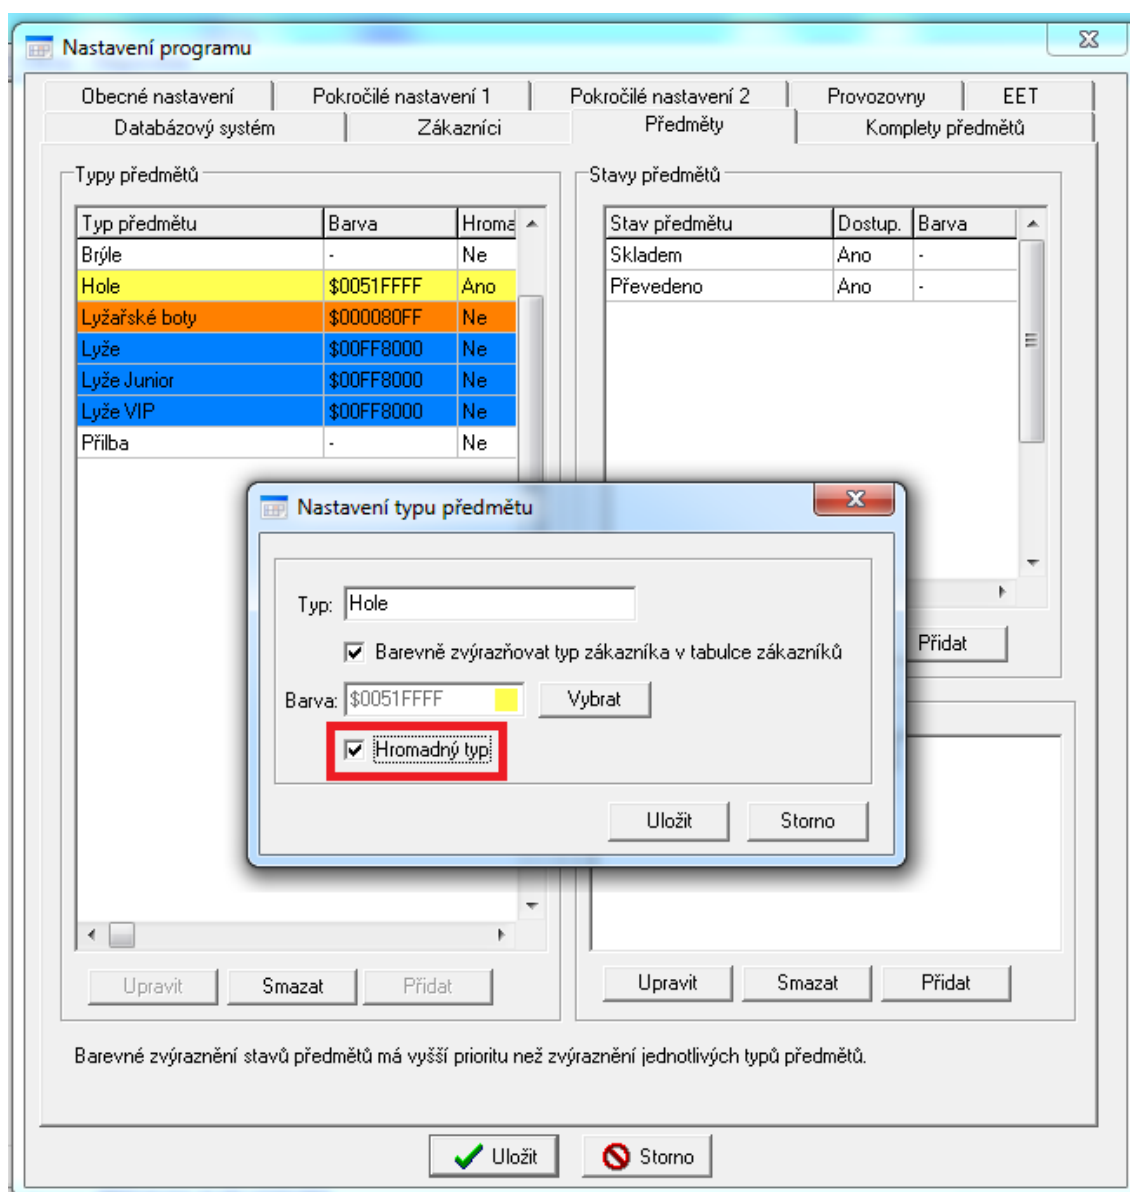 Nastavení programu
Obecné nastavení Pokročilé nastavení 1 Pokročilé nastavení 2 Provozovny EET
Databázový systém Zákazníci Předměty Komplety předmětů
Typy předmětů
Typ předmětu Barva Hroma
Brýle - Ne
Hole $0051FFFF Ano
Lyžařské boty $000080FF Ne
Lyže $00FF8000 Ne
Lyže Junior $00FF8000 Ne
Lyže VIP $00FF8000 Ne
Přilba - Ne
Upravit Smazat Přidat
Stavy předmětů
Stav předmětu Dostup. Barva
Skladem Ano -
Převedeno Ano -
Přidat
Upravit Smazat Přidat
Nastavení typu předmětu
Typ: Hole
Barevně zvýrazňovat typ zákazníka v tabulce zákazníků
Barva: $0051FFFF Vybrat
Hromadný typ
Uložit Storno
Barevné zvýraznění stavů předmětů má vyšší prioritu než zvýraznění jednotlivých typů předmětů.
Uložit Storno